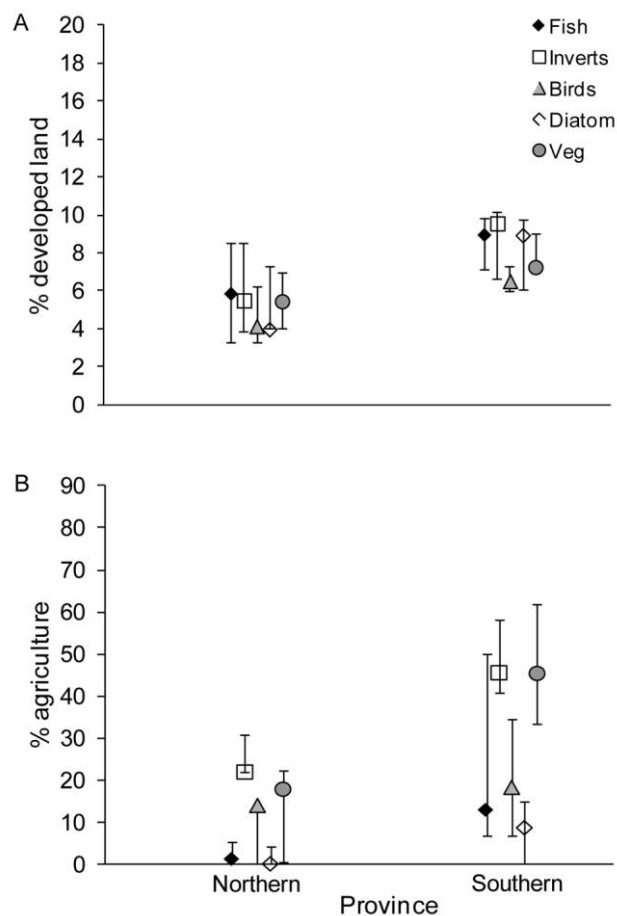 A
% developed land
20
18
16
14
12
10
8
6
4
2
0
Fish
Inverts
Birds
Diatom
Veg
B
% agriculture
90
80
70
60
50
40
30
20
10
0
Northern
Southern
Province